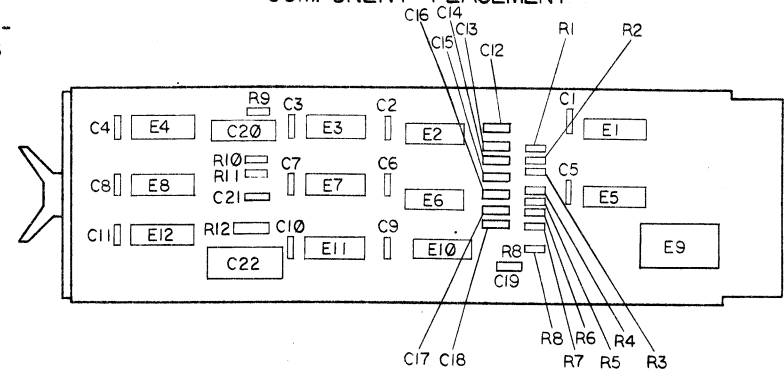 COMPONENT PLACEMENT
C16 C14
C15 C13 C12 R1 R2
R9 C3 C2 C1
C4 E4 C20 E3 E2 E1
R10
R11
C8 E8 C7 E7 C6 E6 C5 E5
C21
C11 E12 R12 C10 E11 C9 E10 E9
C22 R8
C19
R8 R6 R4
C17 C18 R7 R5 R3